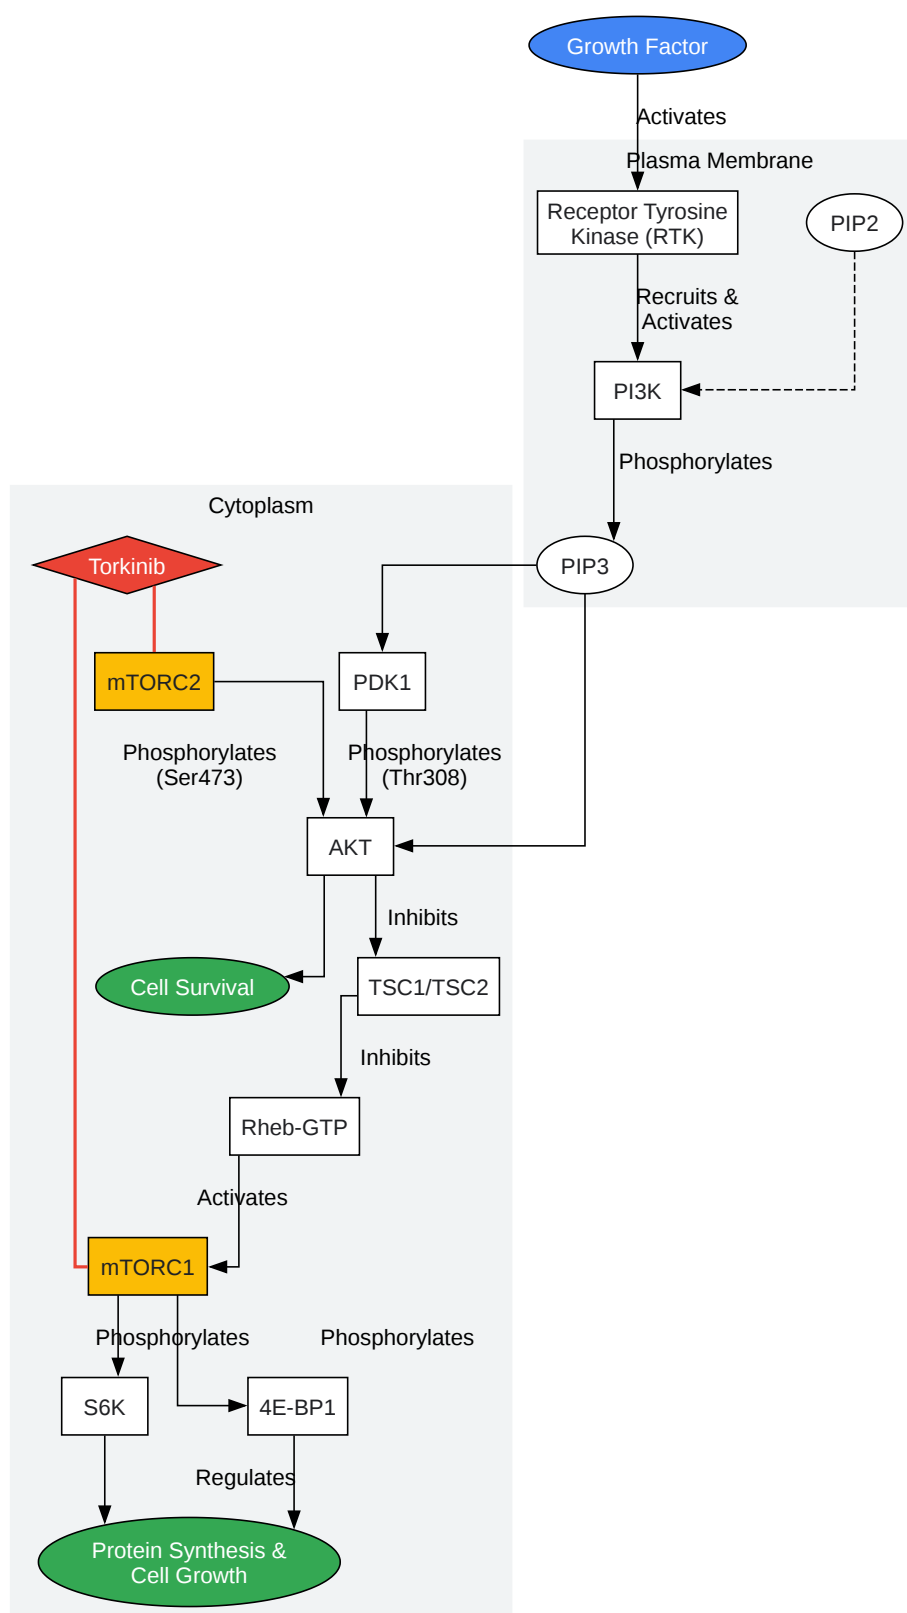 Growth Factor
Activates
Plasma Membrane
Receptor Tyrosine
Kinase (RTK)
PIP2
Recruits &
Activates
PI3K
Phosphorylates
Cytoplasm
Torkinib
PIP3
mTORC2
PDK1
Phosphorylates
(Ser473)
Phosphorylates
(Thr308)
AKT
Inhibits
Cell Survival
TSC1/TSC2
Inhibits
Rheb-GTP
Activates
mTORC1
Phosphorylates
Phosphorylates
S6K
4E-BP1
Regulates
Protein Synthesis &
Cell Growth